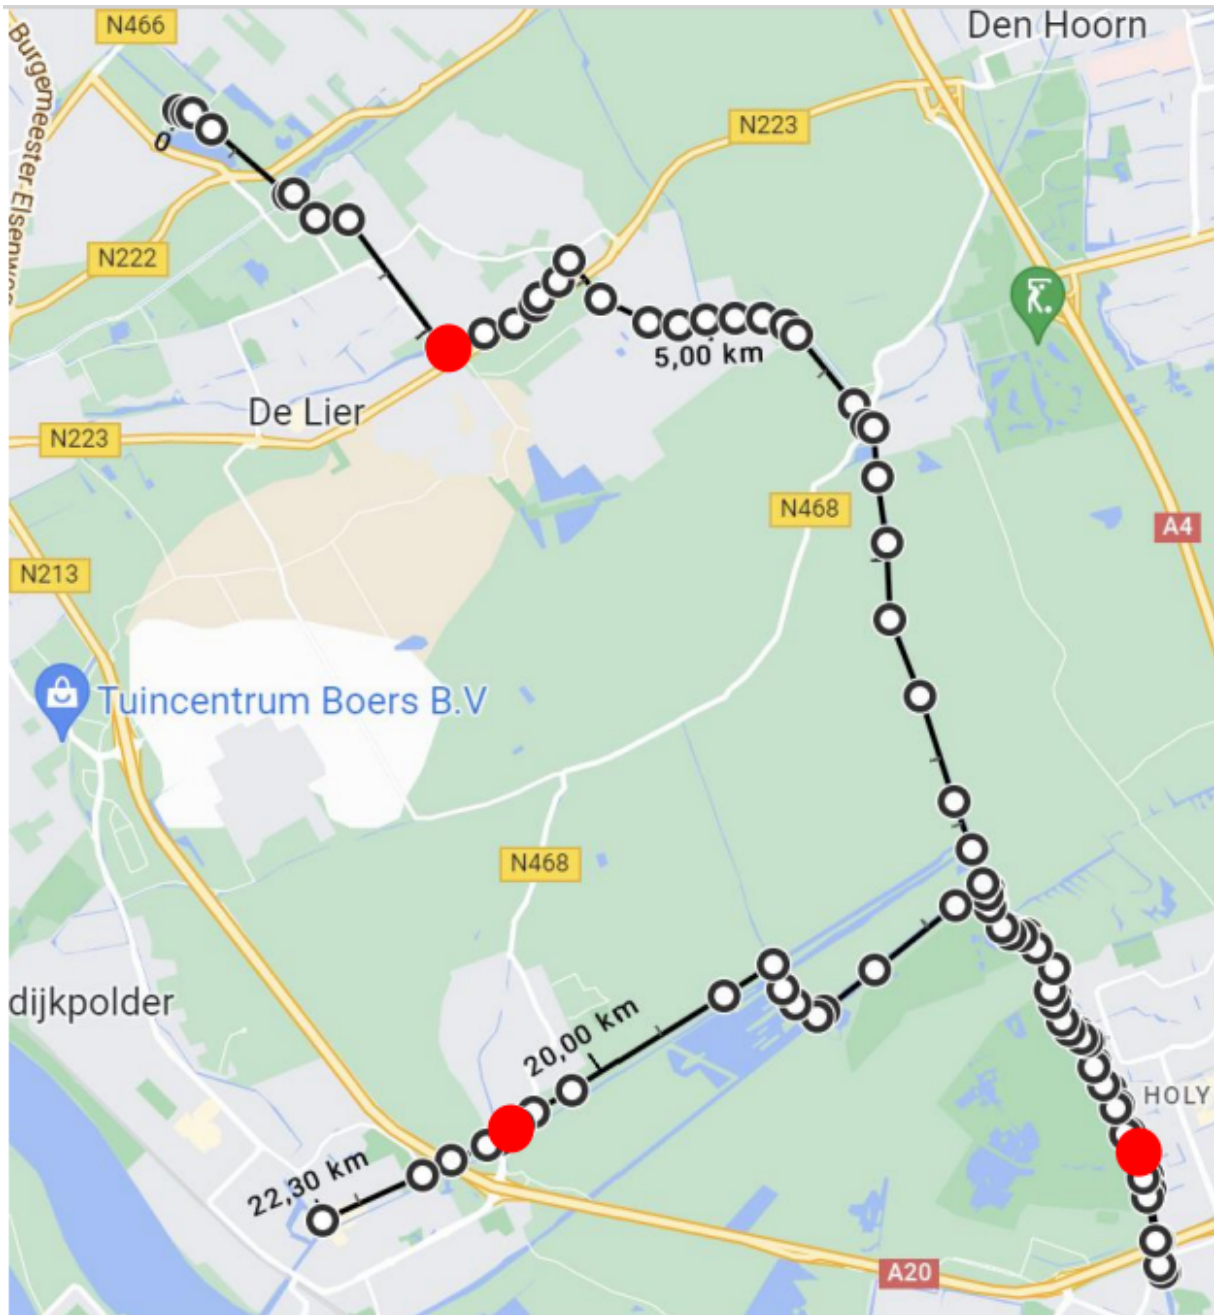 N466
Den Hoorn
Burgemeester-Elsenweg
N223
0
N222
5,00 km
De Lier
N223
N468
A4
N213
Tuincentrum Boers B.V
N468
dijkpolder
20,00 km
HOLY
22,30 km
A20